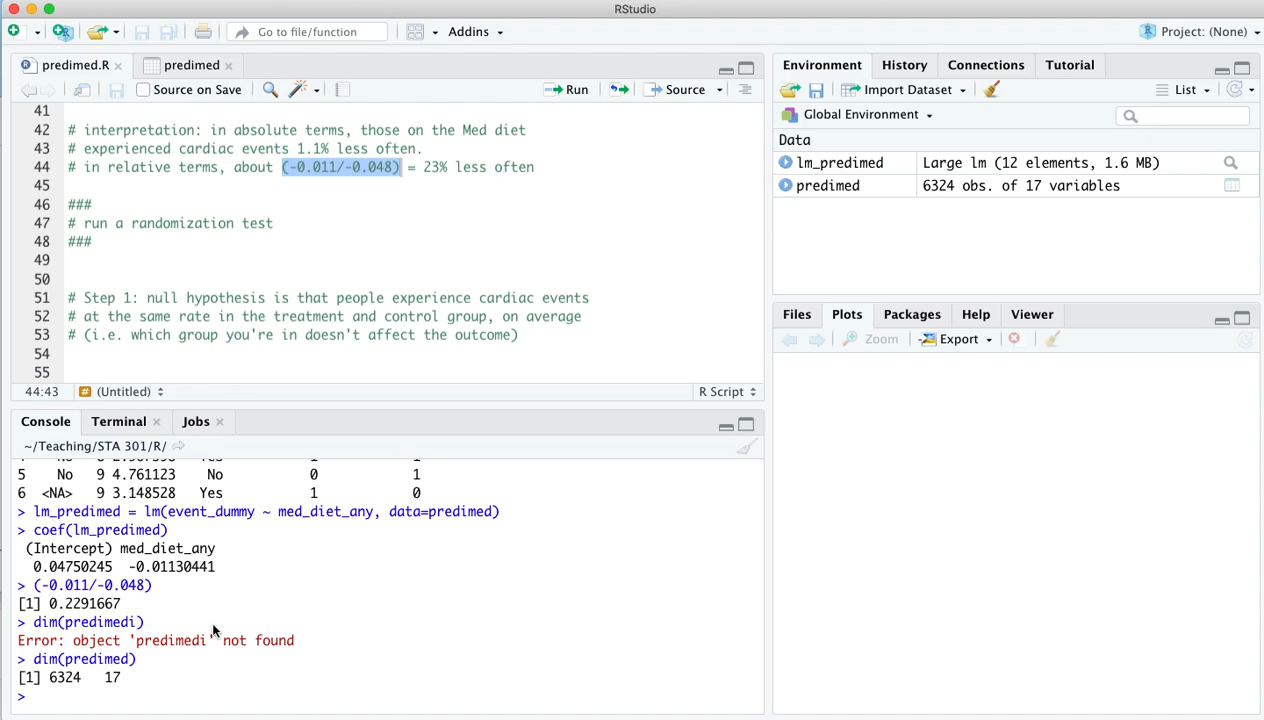 RStudio
Go to file/function
Addins
Project: (None)
predimed.R
predimed
Source on Save
Run
Source
41
42 # interpretation: in absolute terms, those on the Med diet
43 # experienced cardiac events 1.1% less often.
44 # in relative terms, about (-0.011/-0.048) = 23% less often
45
46 ###
47 # run a randomization test
48 ###
49
50
51 # Step 1: null hypothesis is that people experience cardiac events
52 # at the same rate in the treatment and control group, on average
53 # (i.e. which group you're in doesn't affect the outcome)
54
55
44:43 # (Untitled) R Script
Console Terminal Jobs
~/Teaching/STA 301/R/
5 No 9 4.761123 No 0 1
6 <NA> 9 3.148528 Yes 1 0
> lm_predimed = lm(event_dummy ~ med_diet_any, data=predimed)
> coef(lm_predimed)
(Intercept) med_diet_any
0.04750245 -0.01130441
> (-0.011/-0.048)
[1] 0.2291667
> dim(predimedi)
Error: object 'predimedi' not found
> dim(predimed)
[1] 6324 17
>
Environment History Connections Tutorial
Import Dataset List
Global Environment
Data
lm_predimed Large lm (12 elements, 1.6 MB)
predimed 6324 obs. of 17 variables
Files Plots Packages Help Viewer
Zoom Export